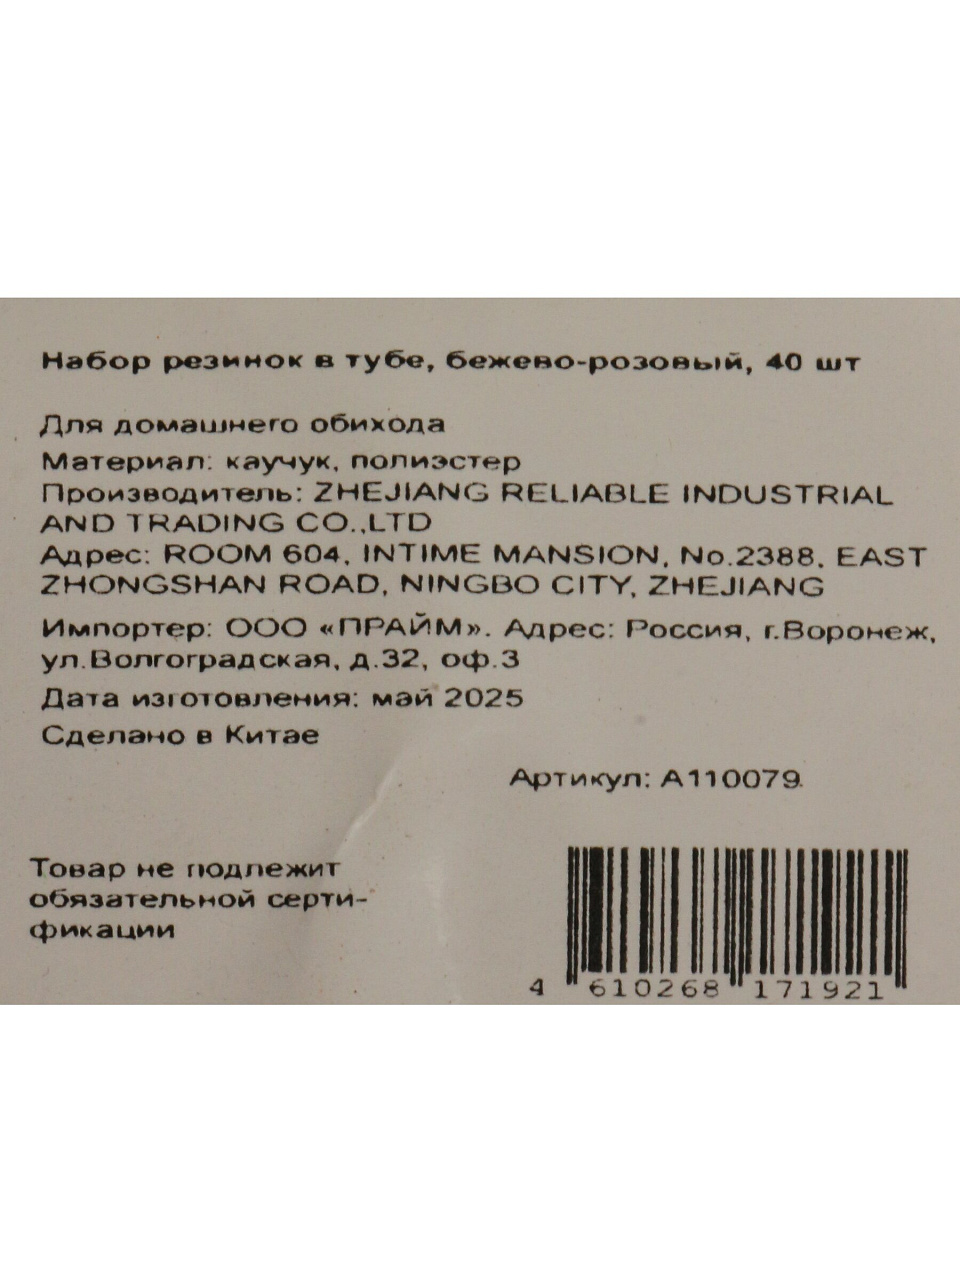 Набор резинок в тубе, бежево-розовый, 40 шт
Для домашнего обихода
Материал: каучук, полиэстер
Производитель: ZHEJIANG RELIABLE INDUSTRIAL
AND TRADING CO.,LTD
Адрес: ROOM 604, INTIME MANSION, No.2388, EAST
ZHONGSHAN ROAD, NINGBO CITY, ZHEJIANG
Импортер: ООО «ПРАЙМ». Адрес: Россия, г.Воронеж,
ул.Волгоградская, д.32, оф.3
Дата изготовления: май 2025
Сделано в Китае
Артикул: A110079
Товар не подлежит
обязательной серти-
фикации
4 610268 171921